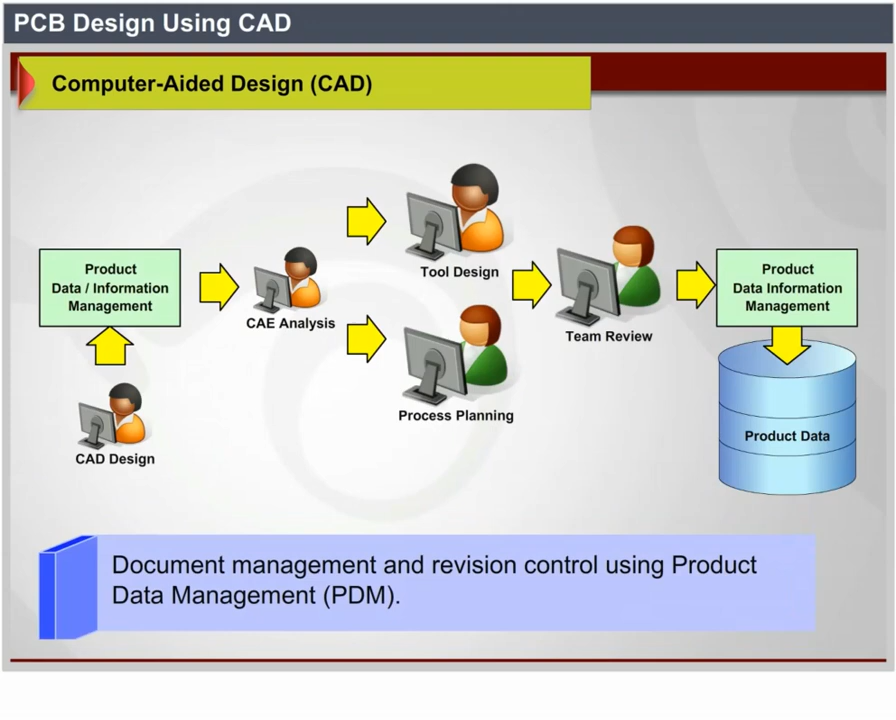 PCB Design Using CAD
Computer-Aided Design (CAD)
Product
Data / Information
Management
CAD Design
CAE Analysis
Tool Design
Process Planning
Team Review
Product
Data Information
Management
Product Data
Document management and revision control using Product
Data Management (PDM).